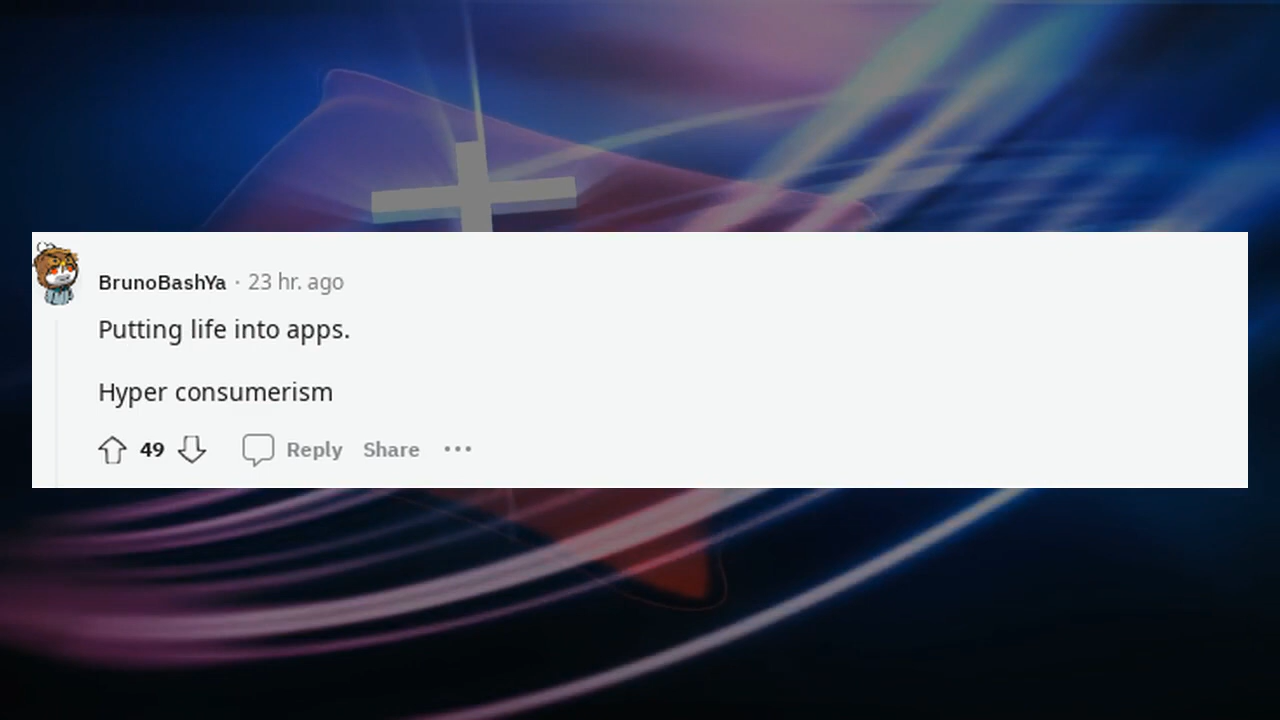 BrunoBashYa · 23 hr. ago
Putting life into apps.
Hyper consumerism
49 Reply Share ···